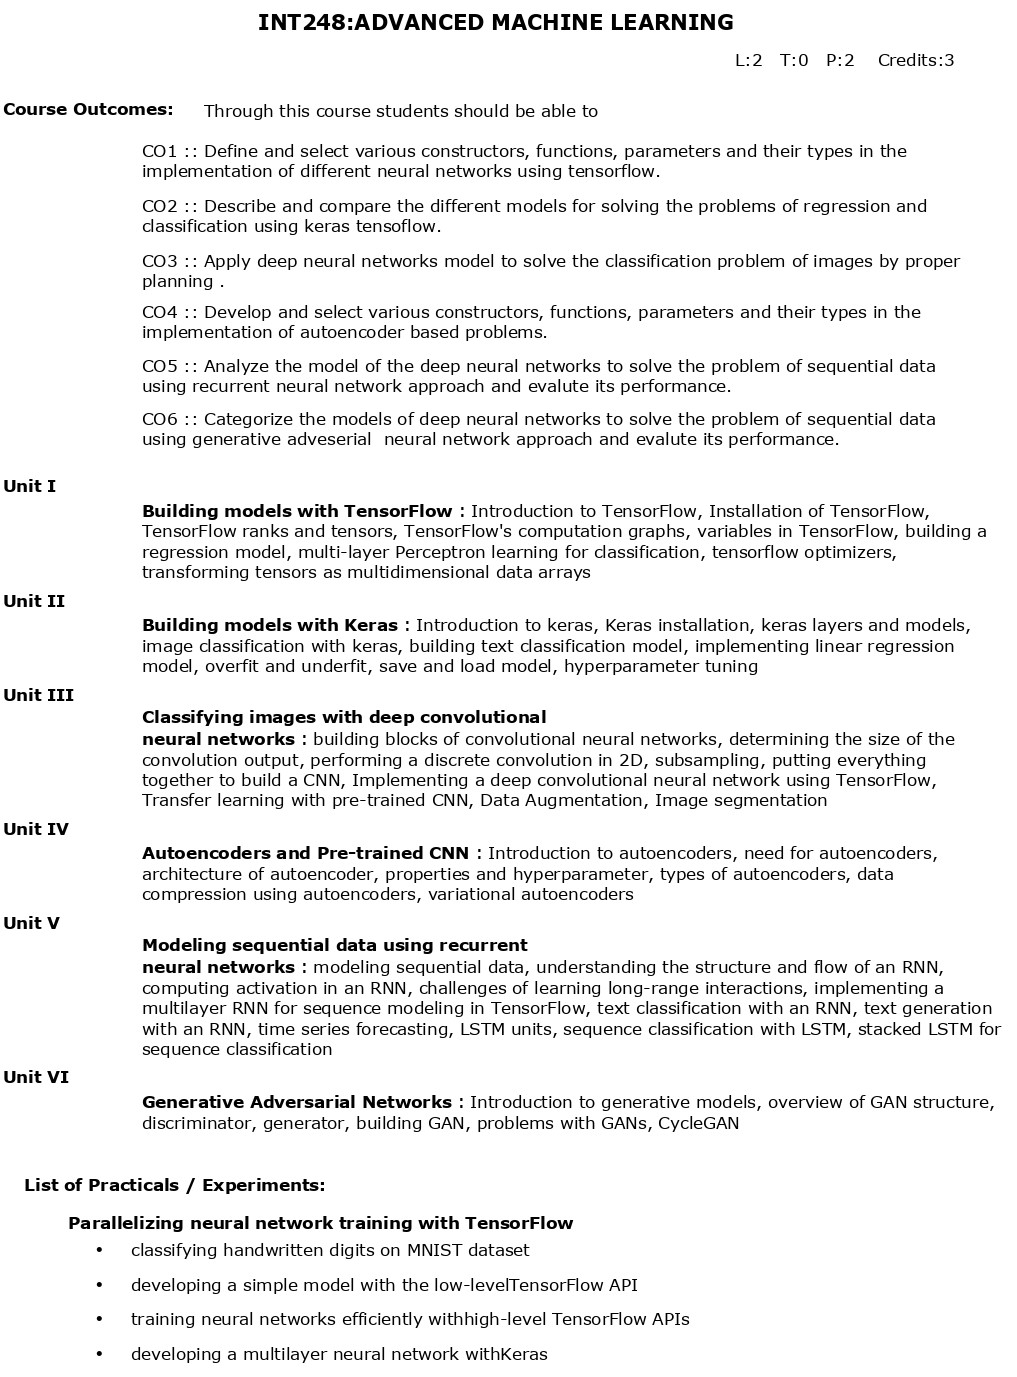 INT248:ADVANCED MACHINE LEARNING
L:2 T:0 P:2 Credits:3
Course Outcomes: Through this course students should be able to
CO1 :: Define and select various constructors, functions, parameters and their types in the
implementation of different neural networks using tensorflow.
CO2 :: Describe and compare the different models for solving the problems of regression and
classification using keras tensoflow.
CO3 :: Apply deep neural networks model to solve the classification problem of images by proper
planning .
CO4 :: Develop and select various constructors, functions, parameters and their types in the
implementation of autoencoder based problems.
CO5 :: Analyze the model of the deep neural networks to solve the problem of sequential data
using recurrent neural network approach and evalute its performance.
CO6 :: Categorize the models of deep neural networks to solve the problem of sequential data
using generative adveserial neural network approach and evalute its performance.
Unit I
Building models with TensorFlow : Introduction to TensorFlow, Installation of TensorFlow,
TensorFlow ranks and tensors, TensorFlow's computation graphs, variables in TensorFlow, building a
regression model, multi-layer Perceptron learning for classification, tensorflow optimizers,
transforming tensors as multidimensional data arrays
Unit II
Building models with Keras : Introduction to keras, Keras installation, keras layers and models,
image classification with keras, building text classification model, implementing linear regression
model, overfit and underfit, save and load model, hyperparameter tuning
Unit III
Classifying images with deep convolutional
neural networks : building blocks of convolutional neural networks, determining the size of the
convolution output, performing a discrete convolution in 2D, subsampling, putting everything
together to build a CNN, Implementing a deep convolutional neural network using TensorFlow,
Transfer learning with pre-trained CNN, Data Augmentation, Image segmentation
Unit IV
Autoencoders and Pre-trained CNN : Introduction to autoencoders, need for autoencoders,
architecture of autoencoder, properties and hyperparameter, types of autoencoders, data
compression using autoencoders, variational autoencoders
Unit V
Modeling sequential data using recurrent
neural networks : modeling sequential data, understanding the structure and flow of an RNN,
computing activation in an RNN, challenges of learning long-range interactions, implementing a
multilayer RNN for sequence modeling in TensorFlow, text classification with an RNN, text generation
with an RNN, time series forecasting, LSTM units, sequence classification with LSTM, stacked LSTM for
sequence classification
Unit VI
Generative Adversarial Networks : Introduction to generative models, overview of GAN structure,
discriminator, generator, building GAN, problems with GANs, CycleGAN
List of Practicals / Experiments:
Parallelizing neural network training with TensorFlow
• classifying handwritten digits on MNIST dataset
• developing a simple model with the low-levelTensorFlow API
• training neural networks efficiently withhigh-level TensorFlow APIs
• developing a multilayer neural network withKeras